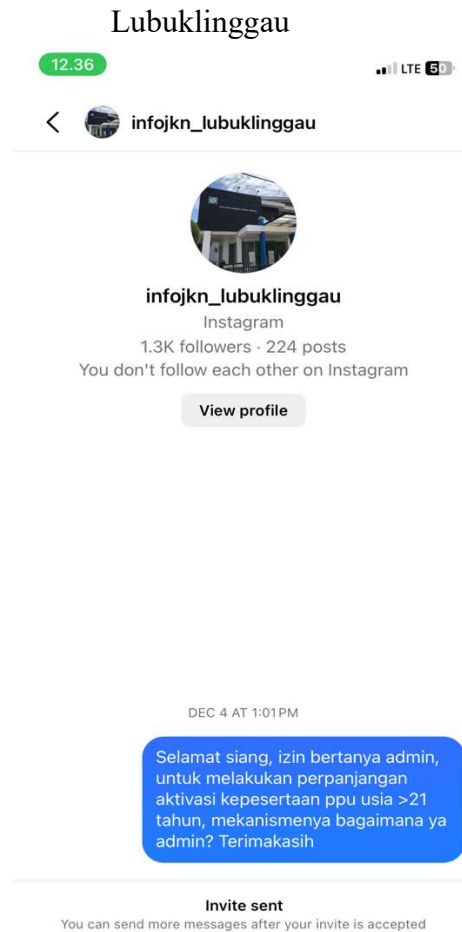 Lubuklinggau
12.36
LTE 50
infojkn_lubuklinggau
infojkn_lubuklinggau
Instagram
1.3K followers · 224 posts
You don't follow each other on Instagram
View profile
DEC 4 AT 1:01 PM
Selamat siang, izin bertanya admin,
untuk melakukan perpanjangan
aktivasi kepesertaan ppu usia >21
tahun, mekanismenya bagaimana ya
admin? Terimakasih
Invite sent
You can send more messages after your invite is accepted